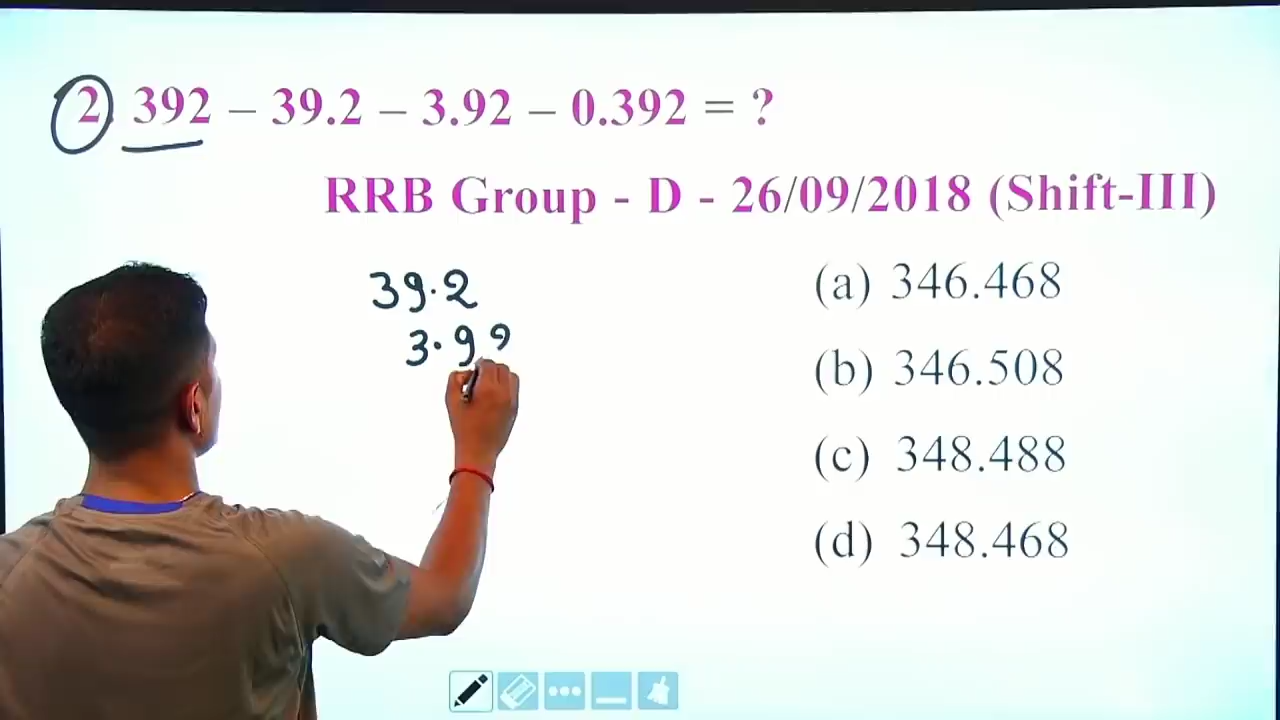 2. 392 – 39.2 – 3.92 – 0.392 = ?
RRB Group - D - 26/09/2018 (Shift-III)
39.2
3.9
(a) 346.468
(b) 346.508
(c) 348.488
(d) 348.468